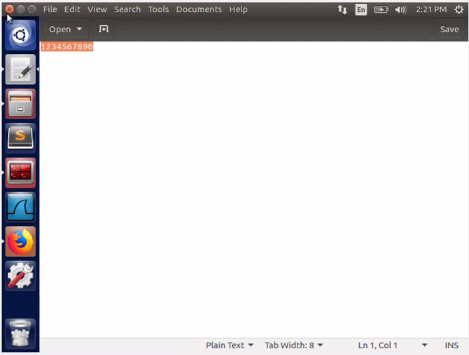 File Edit View Search Tools Documents Help En 2:21 PM
Open Save
1234567890
S
Plain Text Tab Width: 8 Ln 1, Col 1 INS